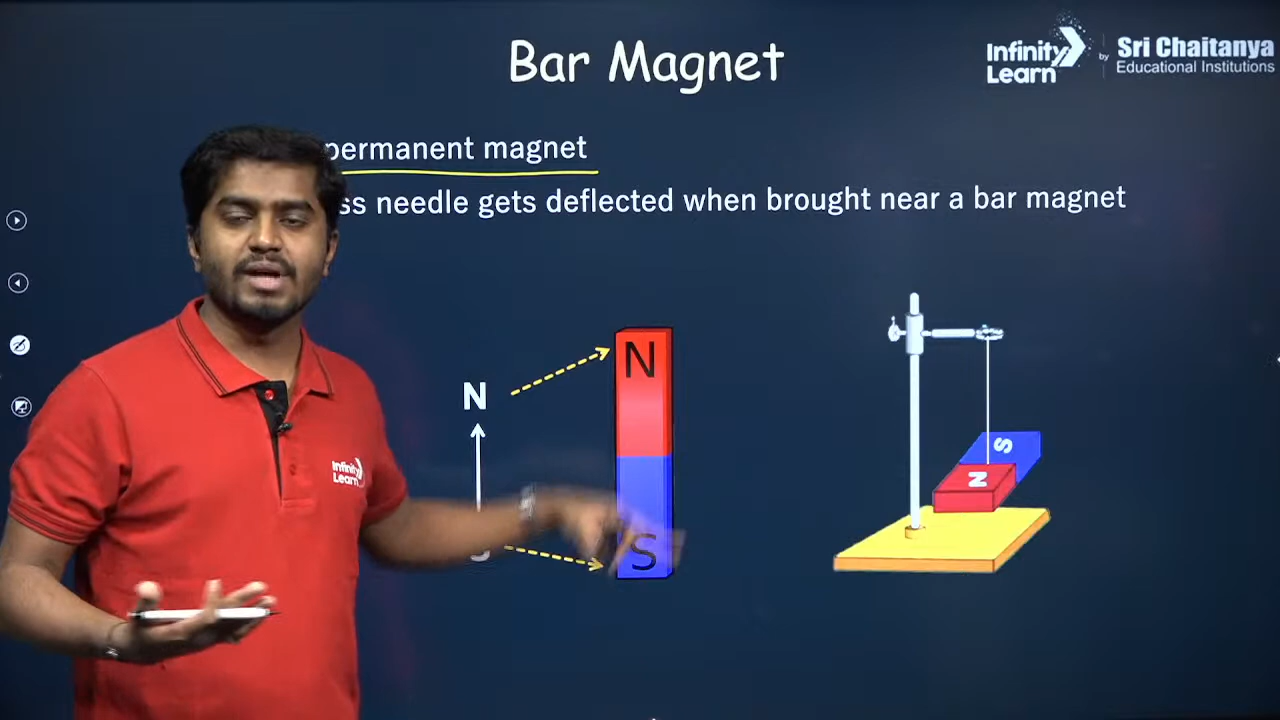 Bar Magnet
Infinity
Learn
by
Sri Chaitanya
Educational Institutions
permanent magnet
needle gets deflected when brought near a bar magnet
N
N
S
S
N
Infinity
Learn